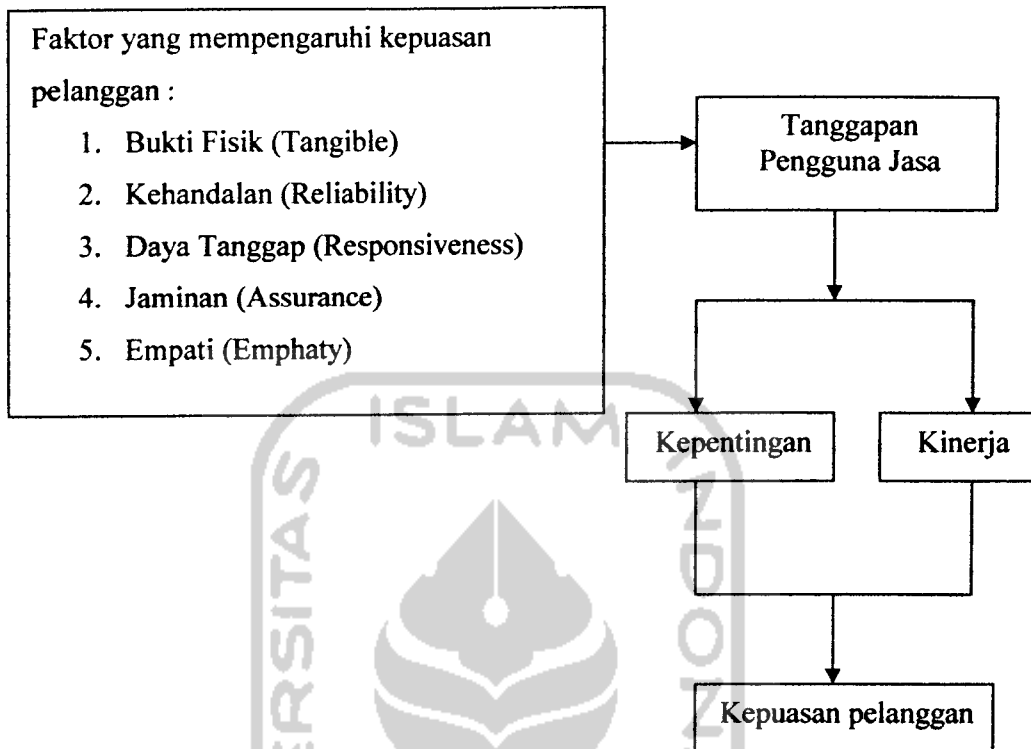 Faktor yang mempengaruhi kepuasan
pelanggan :
1. Bukti Fisik (Tangible)
2. Kehandalan (Reliability)
3. Daya Tanggap (Responsiveness)
4. Jaminan (Assurance)
5. Empati (Emphaty)
Tanggapan
Pengguna Jasa
Kepentingan
Kinerja
Kepuasan pelanggan
ISLAM